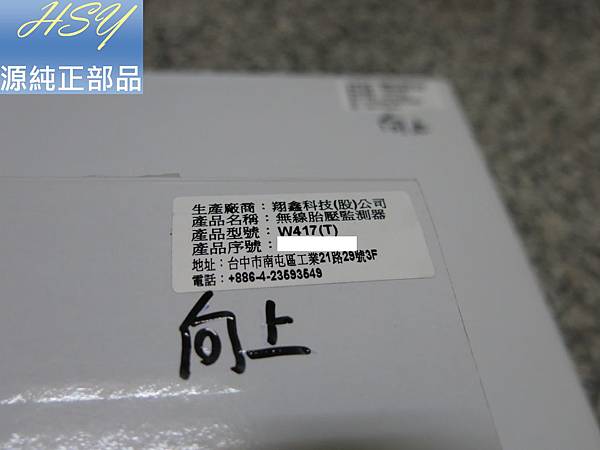 HSY
源純正部品
生產廠商：翔鑫科技(股)公司
產品名稱：無線胎壓監測器
產品型號：W417(T)
產品序號：
地址：台中市南屯區工業21路29號3F
電話：+886-4-23593549
向上